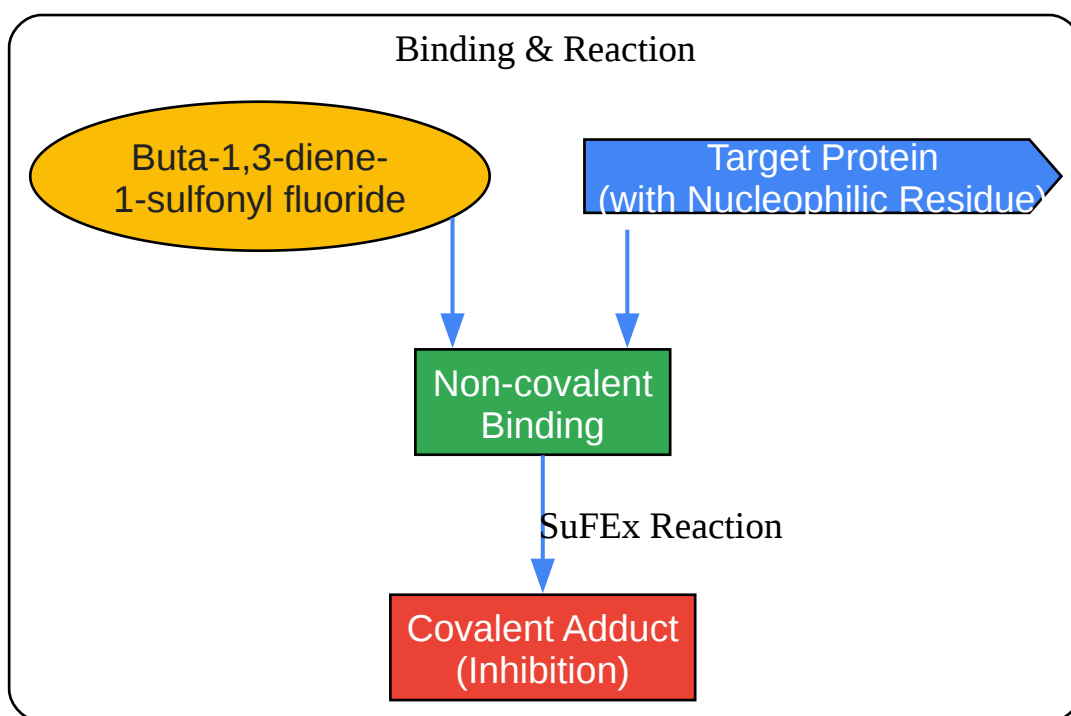 Binding & Reaction
Buta-1,3-diene-
1-sulfonyl fluoride
Target Protein
(with Nucleophilic Residue)
Non-covalent
Binding
SuFEx Reaction
Covalent Adduct
(Inhibition)